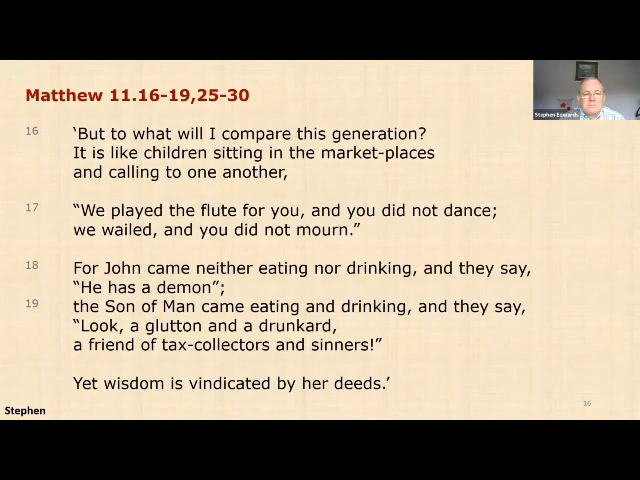 Matthew 11.16-19,25-30
Stephen Edwards
16 ‘But to what will I compare this generation?
It is like children sitting in the market-places
and calling to one another,
17 “We played the flute for you, and you did not dance;
we wailed, and you did not mourn.”
18 For John came neither eating nor drinking, and they say,
“He has a demon”;
19 the Son of Man came eating and drinking, and they say,
“Look, a glutton and a drunkard,
a friend of tax-collectors and sinners!”
Yet wisdom is vindicated by her deeds.’
16
Stephen